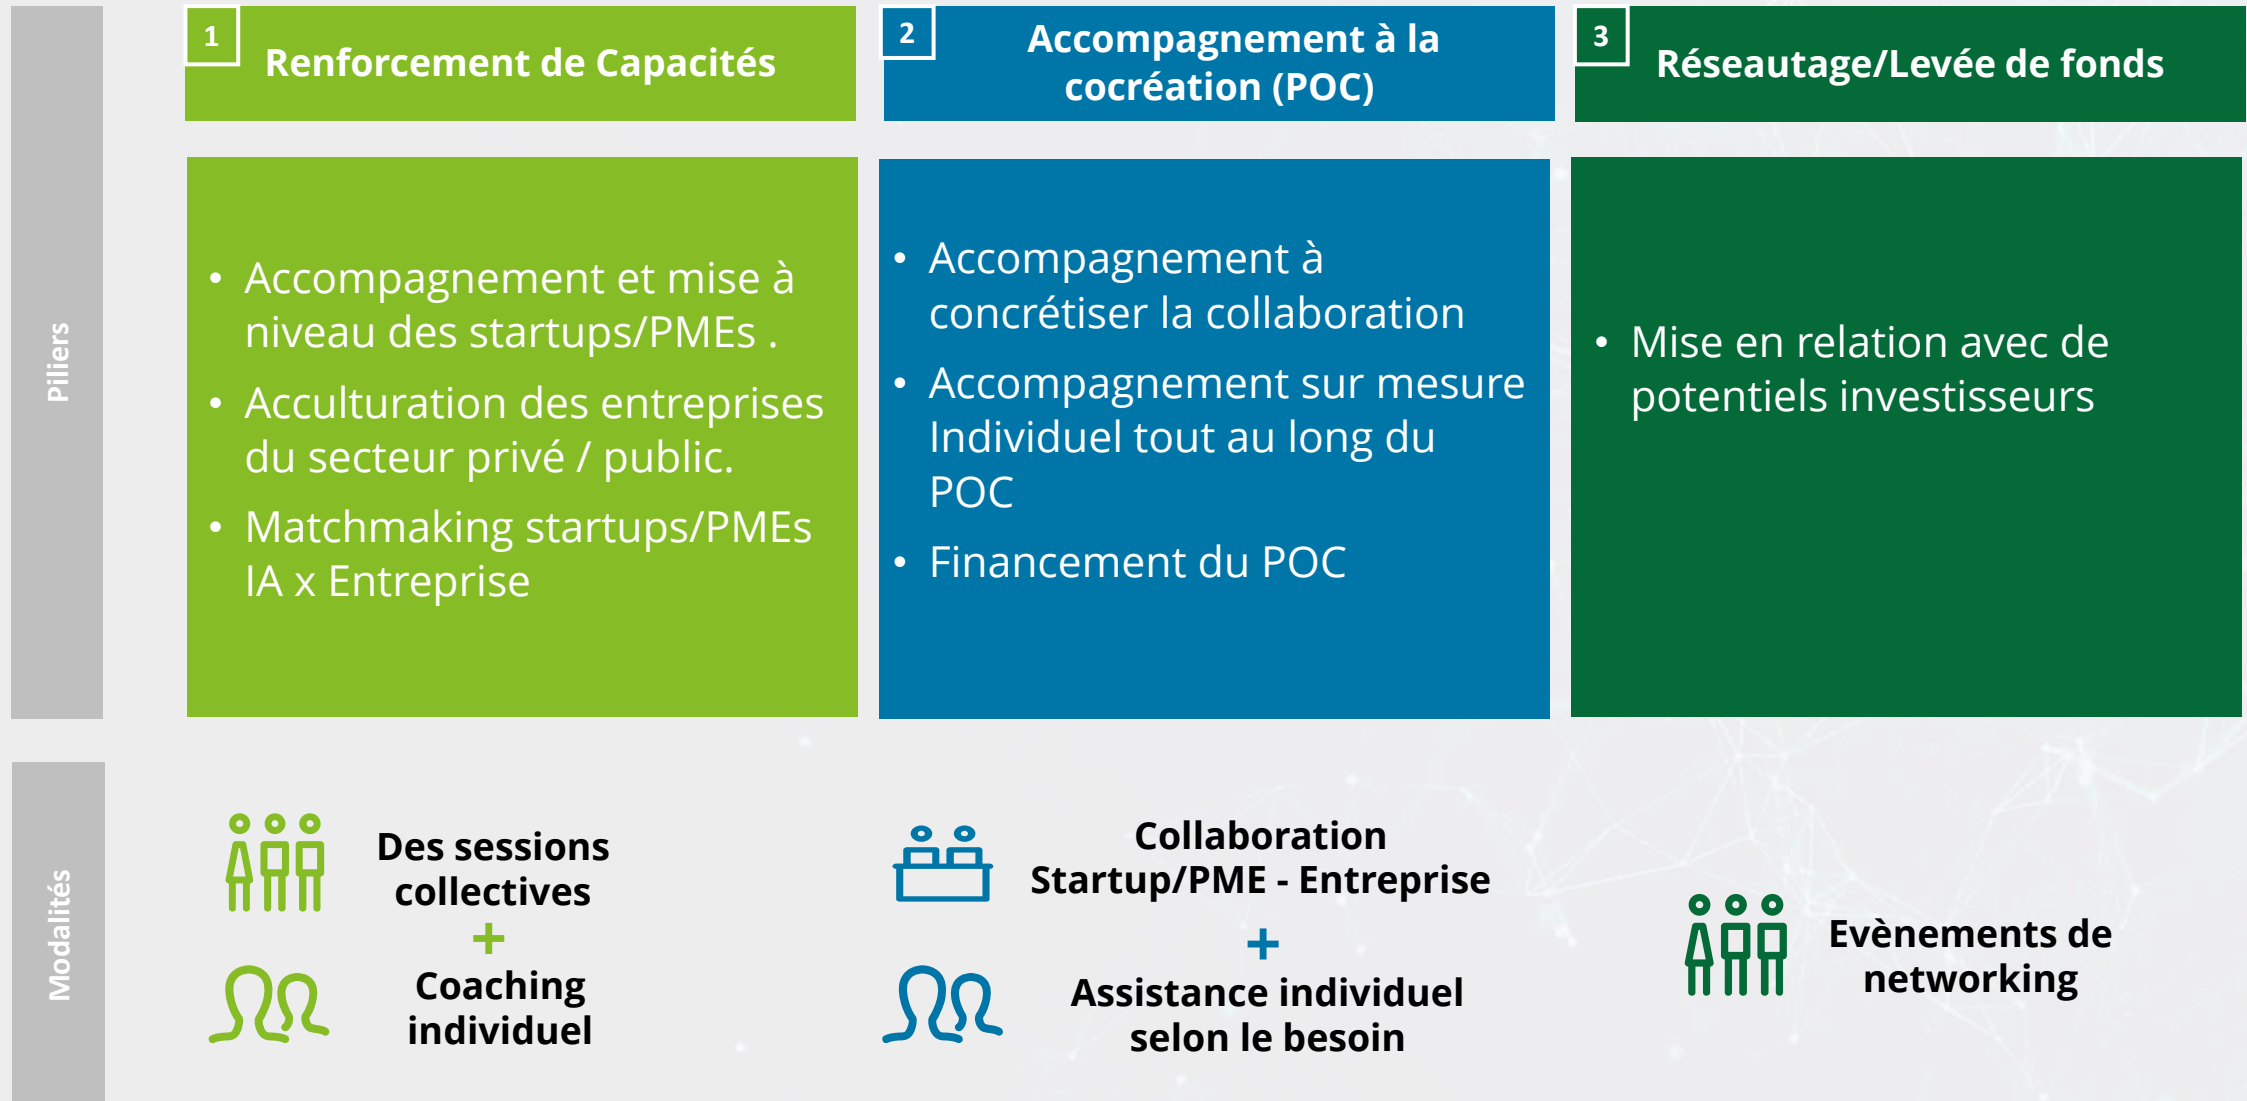 1
Renforcement de Capacités
2
Accompagnement à la
cocréation (POC)
3
Réseautage/Levée de fonds
Piliers
• Accompagnement et mise à
niveau des startups/PMEs .
• Acculturation des entreprises
du secteur privé / public.
• Matchmaking startups/PMEs
IA x Entreprise
• Accompagnement à
concrétiser la collaboration
• Accompagnement sur mesure
Individuel tout au long du
POC
• Financement du POC
• Mise en relation avec de
potentiels investisseurs
Modalités
Des sessions
collectives
+
Coaching
individuel
Collaboration
Startup/PME - Entreprise
+
Assistance individuel
selon le besoin
Evènements de
networking